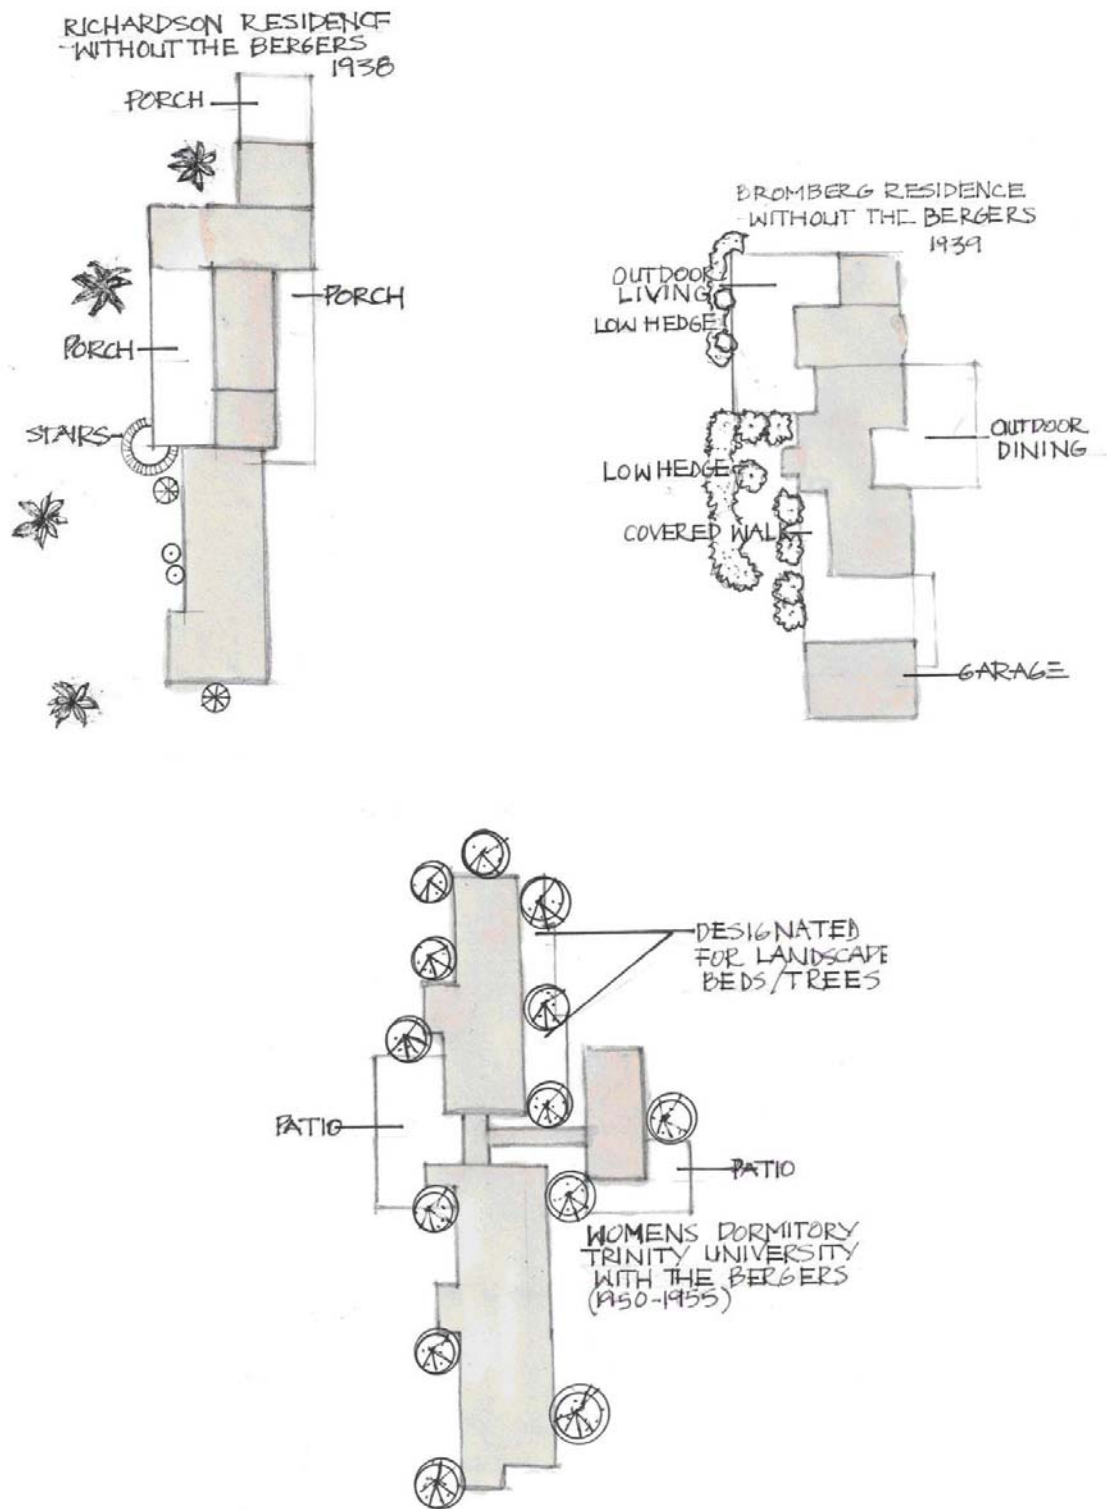 RICHARDSON RESIDENCE
WITHOUT THE BERGERS
1938
PORCH
PORCH
PORCH
STAIRS
BROMBERG RESIDENCE
WITHOUT THE BERGERS
1939
OUTDOOR
LIVING
LOW HEDGE
OUTDOOR
DINING
LOW HEDGE
COVERED WALK
GARAGE
DESIGNATED
FOR LANDSCAPE
BEDS/TREES
PATIO
PATIO
WOMENS DORMITORY
TRINITY UNIVERSITY
WITH THE BERGERS
(1950-1955)